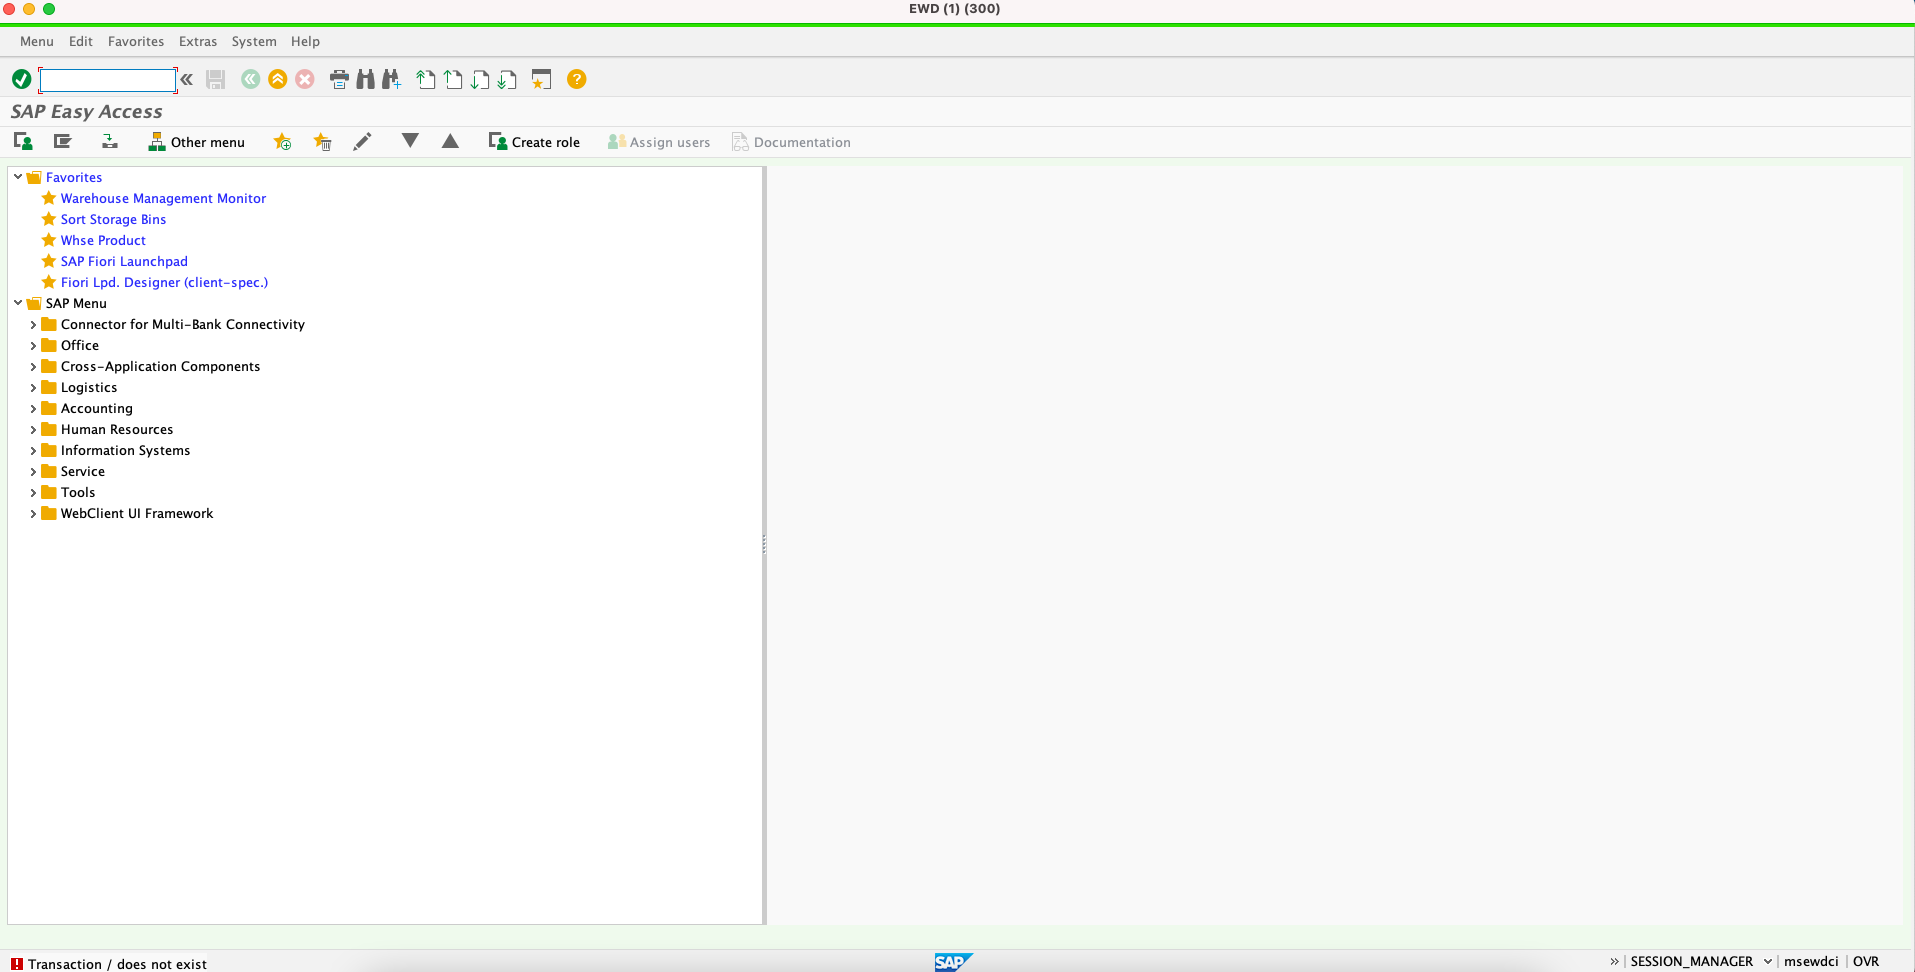 EWD (1) (300)
Menu Edit Favorites Extras System Help
SAP Easy Access
Other menu Create role Assign users Documentation
Favorites
Warehouse Management Monitor
Sort Storage Bins
Whse Product
SAP Fiori Launchpad
Fiori Lpd. Designer (client-spec.)
SAP Menu
Connector for Multi-Bank Connectivity
Office
Cross-Application Components
Logistics
Accounting
Human Resources
Information Systems
Service
Tools
WebClient UI Framework
Transaction / does not exist SAP SESSION_MANAGER msewdci OVR